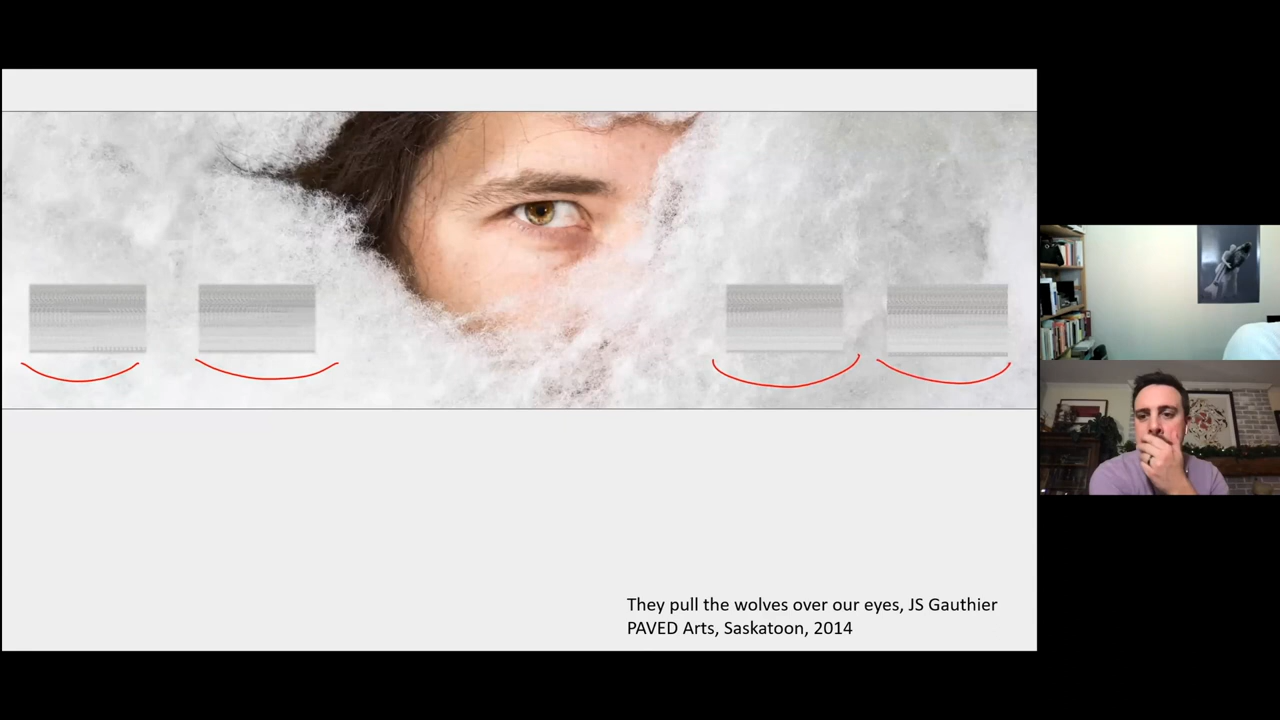 They pull the wolves over our eyes, JS Gauthier
PAVED Arts, Saskatoon, 2014